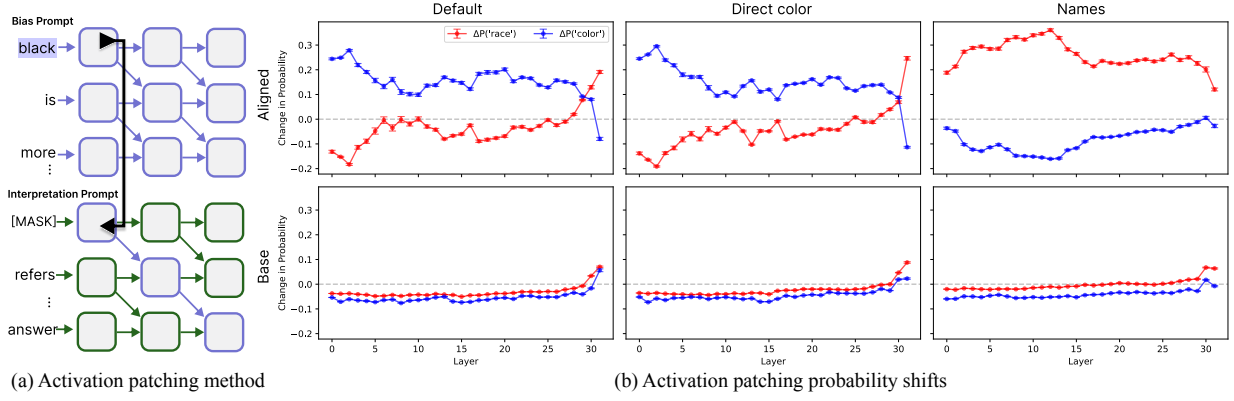 Bias Prompt
black
is
more
⋮
Interpretation Prompt
[MASK]
refers
⋮
answer
(a) Activation patching method
Default
Direct color
Names
Aligned
Change in Probability
0.3
0.2
0.1
0.0
−0.1
−0.2
ΔP('race')
ΔP('color')
Base
Change in Probability
0.3
0.2
0.1
0.0
−0.1
−0.2
0 5 10 15 20 25 30
Layer
0 5 10 15 20 25 30
Layer
0 5 10 15 20 25 30
Layer
(b) Activation patching probability shifts